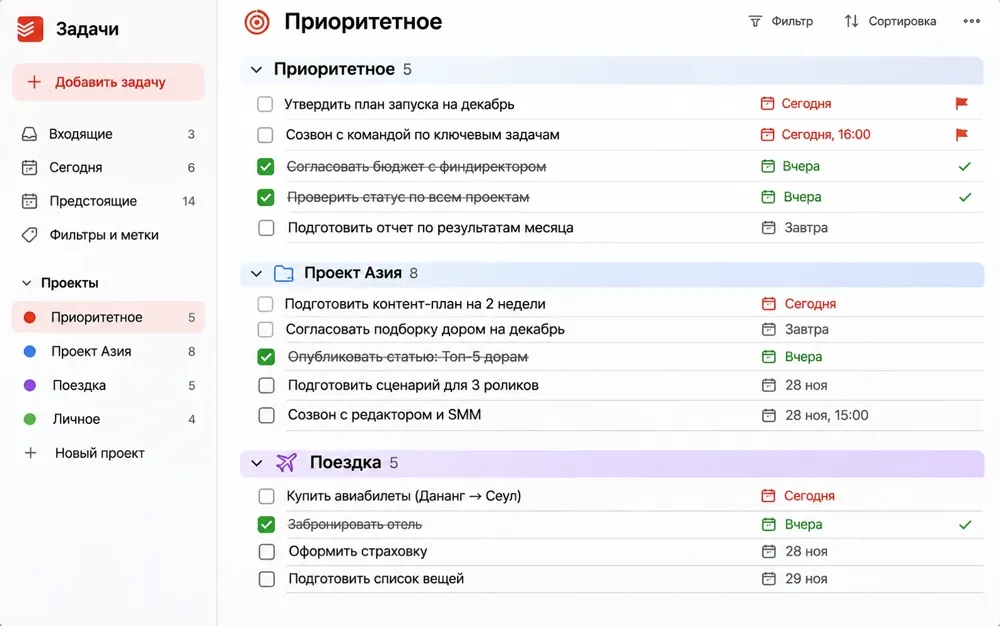 Задачи
Добавить задачу
Входящие 3
Сегодня 6
Предстоящие 14
Фильтры и метки
Проекты
Приоритетное 5
Проект Азия 8
Поездка 5
Личное 4
Новый проект
Приоритетное
Фильтр
Сортировка
Приоритетное 5
Утвердить план запуска на декабрь Сегодня
Созвон с командой по ключевым задачам Сегодня, 16:00
Согласовать бюджет с финдиректором Вчера
Проверить статус по всем проектам Вчера
Подготовить отчет по результатам месяца Завтра
Проект Азия 8
Подготовить контент-план на 2 недели Сегодня
Согласовать подборку дором на декабрь Завтра
Опубликовать статью: Топ-5 дорам Вчера
Подготовить сценарий для 3 роликов 28 ноя
Созвон с редактором и SMM 28 ноя, 15:00
Поездка 5
Купить авиабилеты (Дананг → Сеул) Сегодня
Забронировать отель Вчера
Оформить страховку 28 ноя
Подготовить список вещей 29 ноя